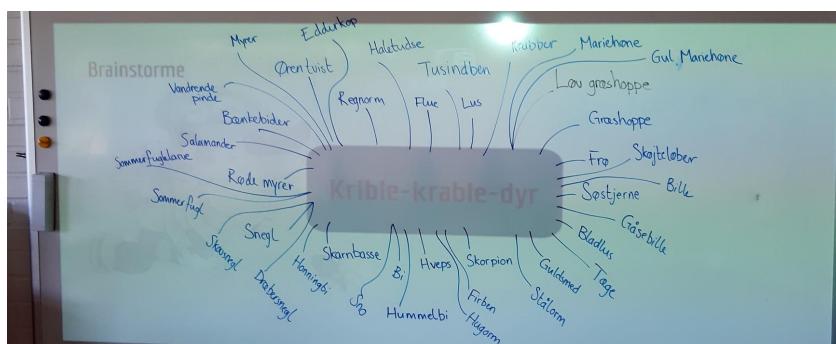 Brainstorme
Krible-krable-dyr
Myrer
Edderkop
Haletudse
Krabber
Mariehøne
Gul Mariehøne
Ørentvist
Tusindben
Løv græshoppe
Vandrende
pinde
Regnorm
Flue
Lus
Bænkebider
Græshoppe
Salamander
Frø
Skøjteløber
Sommerfuglelarve
Røde myrer
Søstjerne
Bille
Sommerfugl
Gåsebille
Snegl
Bladlus
Skovsnegl
Skarnbasse
Honningbi
Dræbersnegl
Bi
Hveps
Skorpion
Guldsmed
Tæge
Hummelbi
Firben
Hugorm
Stålorm